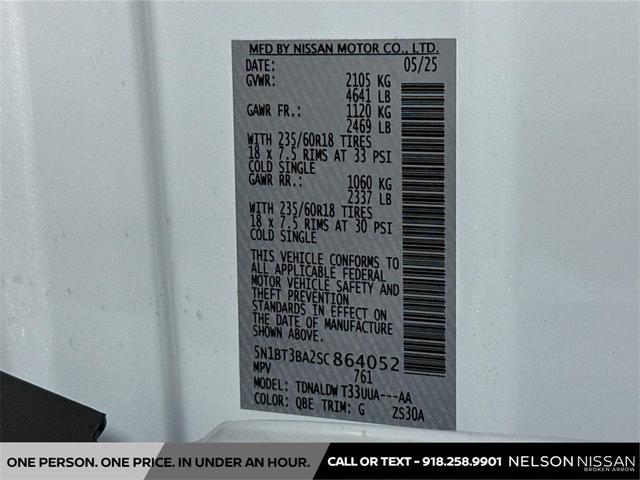 MFD BY NISSAN MOTOR CO., LTD.
DATE: 05/25
GVWR: 2105 KG
4641 LB
GAWR FR.: 1120 KG
2469 LB
WITH 235/60R18 TIRES
18 x 7.5 RIMS AT 33 PSI
COLD SINGLE
GAWR RR.: 1060 KG
2337 LB
WITH 235/60R18 TIRES
18 x 7.5 RIMS AT 30 PSI
COLD SINGLE
THIS VEHICLE CONFORMS TO
ALL APPLICABLE FEDERAL
MOTOR VEHICLE SAFETY AND
THEFT PREVENTION
STANDARDS IN EFFECT ON
THE DATE OF MANUFACTURE
SHOWN ABOVE.
5N1BT3BA2SC864052
MPV 761
MODEL: TDNALDW T33UUA---AA
COLOR: QBE TRIM: G ZS30A
ONE PERSON. ONE PRICE. IN UNDER AN HOUR. CALL OR TEXT - 918.258.9901 NELSON NISSAN
BROKEN ARROW